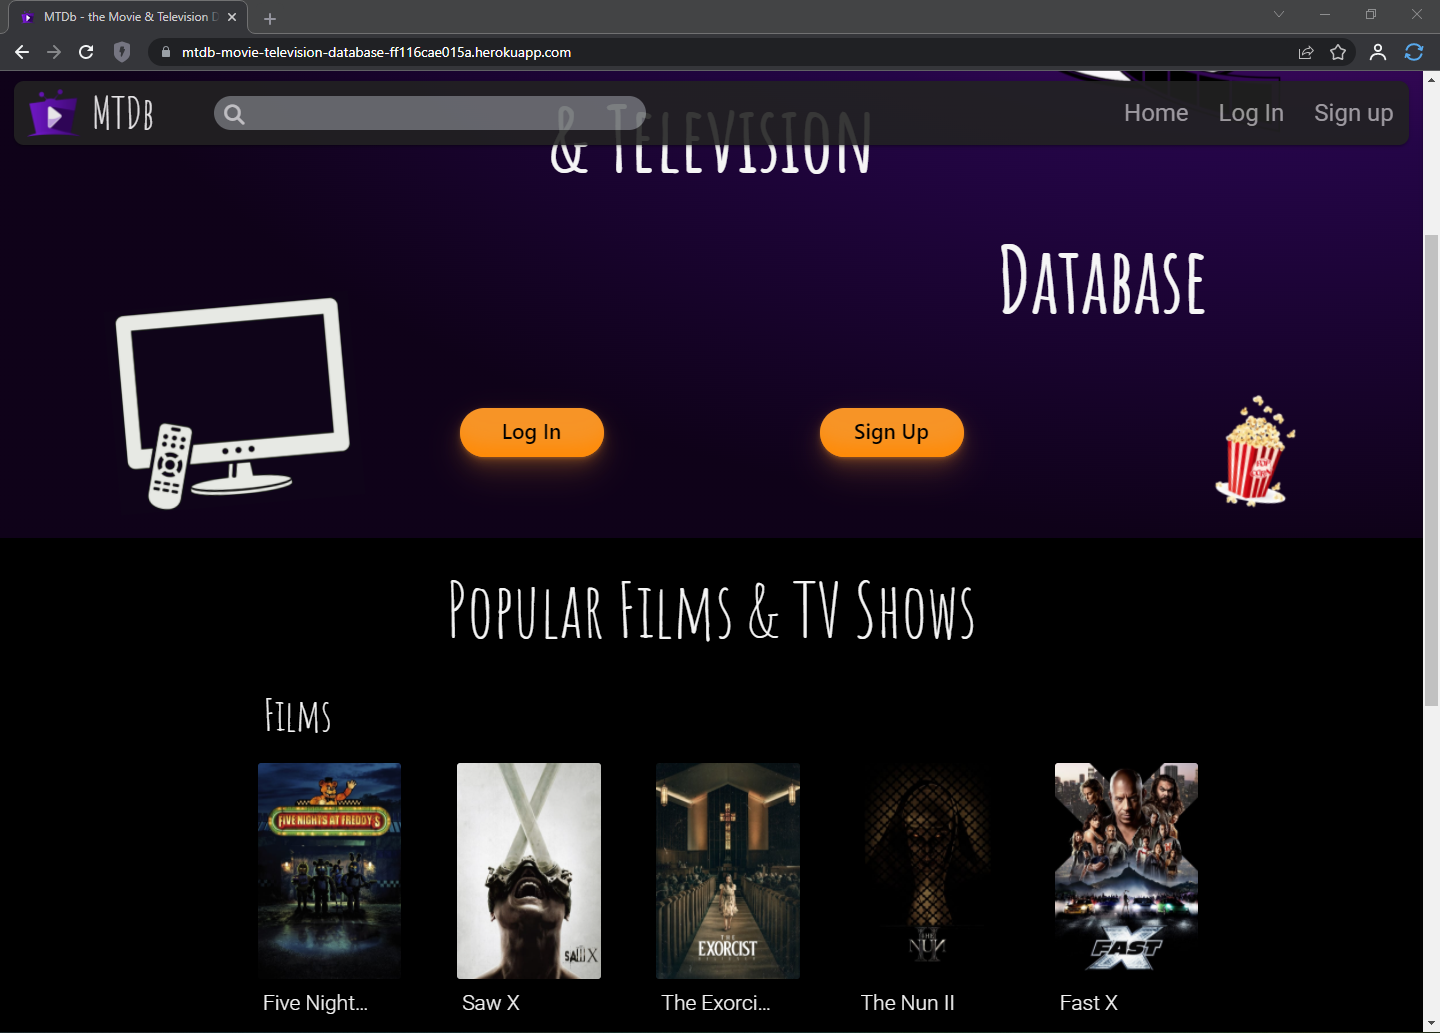 MTDb - the Movie & Television D
mtdb-movie-television-database-ff116cae015a.herokuapp.com
MTDb
Home
Log In
Sign up
& Television
Database
Log In
Sign Up
Popular Films & TV Shows
Films
FIVE NIGHTS AT FREDDY'S
SAW X
THE
EXORCIST
THE
NUN
II
FAST X
Five Night...
Saw X
The Exorci...
The Nun II
Fast X